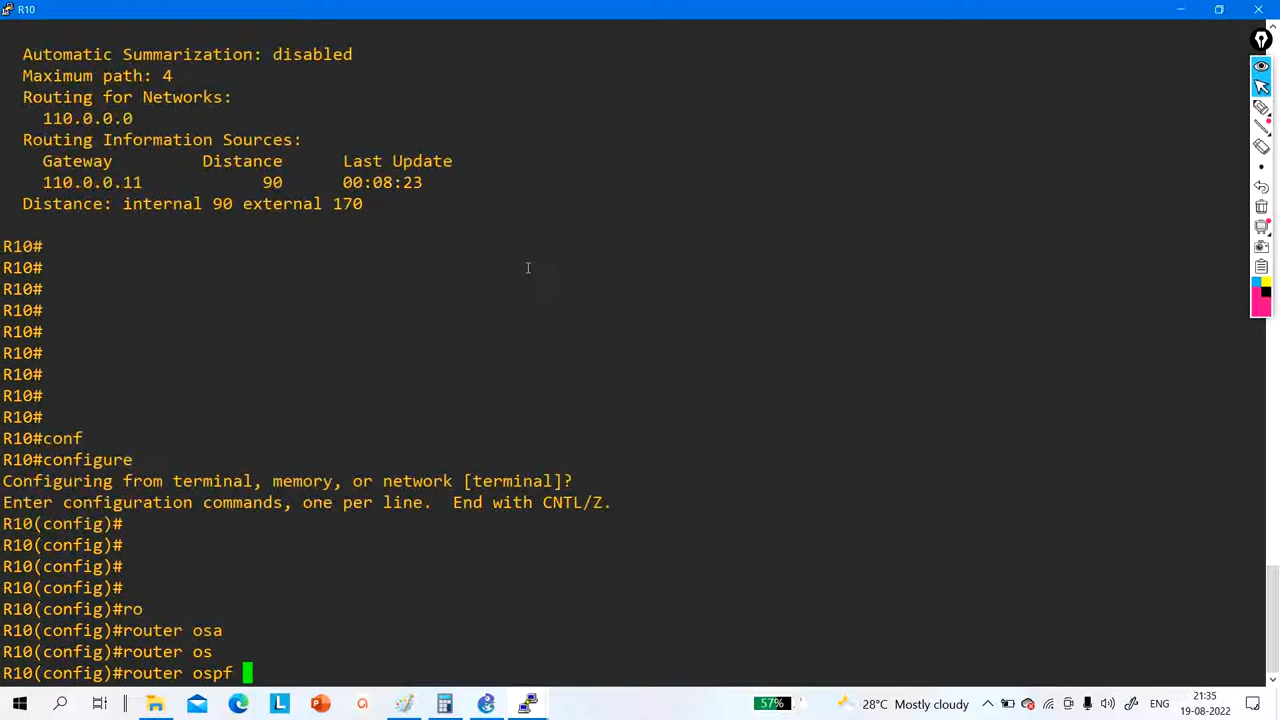 R10
Automatic Summarization: disabled
Maximum path: 4
Routing for Networks:
110.0.0.0
Routing Information Sources:
Gateway         Distance      Last Update
110.0.0.11            90      00:08:23
Distance: internal 90 external 170
R10#
R10#
R10#
R10#
R10#
R10#
R10#
R10#
R10#
R10#conf
R10#configure
Configuring from terminal, memory, or network [terminal]?
Enter configuration commands, one per line.  End with CNTL/Z.
R10(config)#
R10(config)#
R10(config)#
R10(config)#
R10(config)#ro
R10(config)#router osa
R10(config)#router os
R10(config)#router ospf
57%
28°C Mostly cloudy
ENG
21:35
19-08-2022